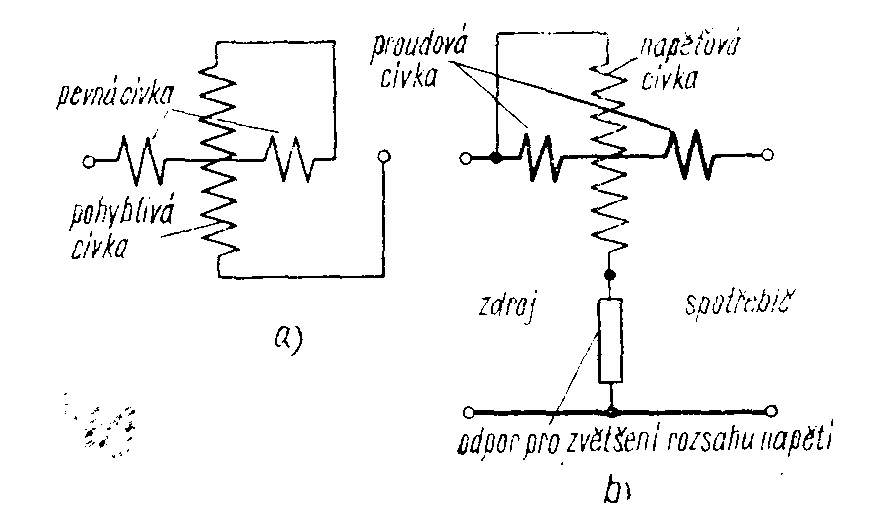 pevná cívka
pohyblivá
cívka
a)
proudová
cívka
napěťová
cívka
zdroj
spotřebič
odpor pro zvětšení rozsahu napětí
b)